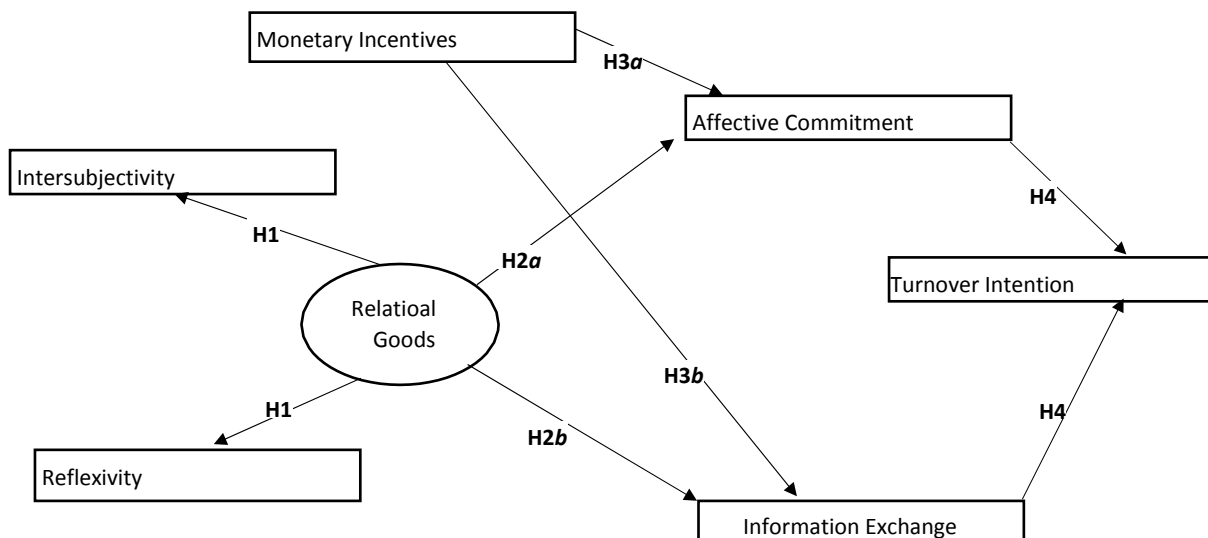 Monetary Incentives
H3a
Affective Commitment
Intersubjectivity
H4
H1
H2a
Turnover Intention
Relatioal
Goods
H3b
H1
H4
H2b
Reflexivity
Information Exchange